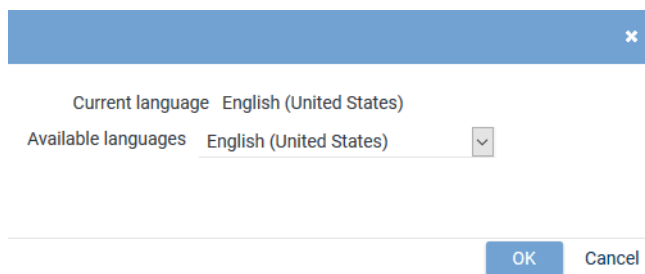 Current language English (United States)
Available languages English (United States)
OK Cancel